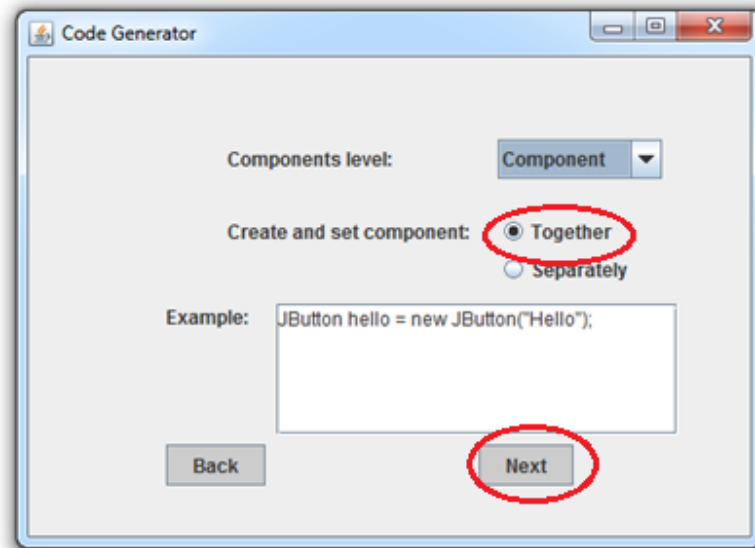 Code Generator
Components level: Component
Create and set component: Together
Separately
Example: JButton hello = new JButton("Hello");
Back Next